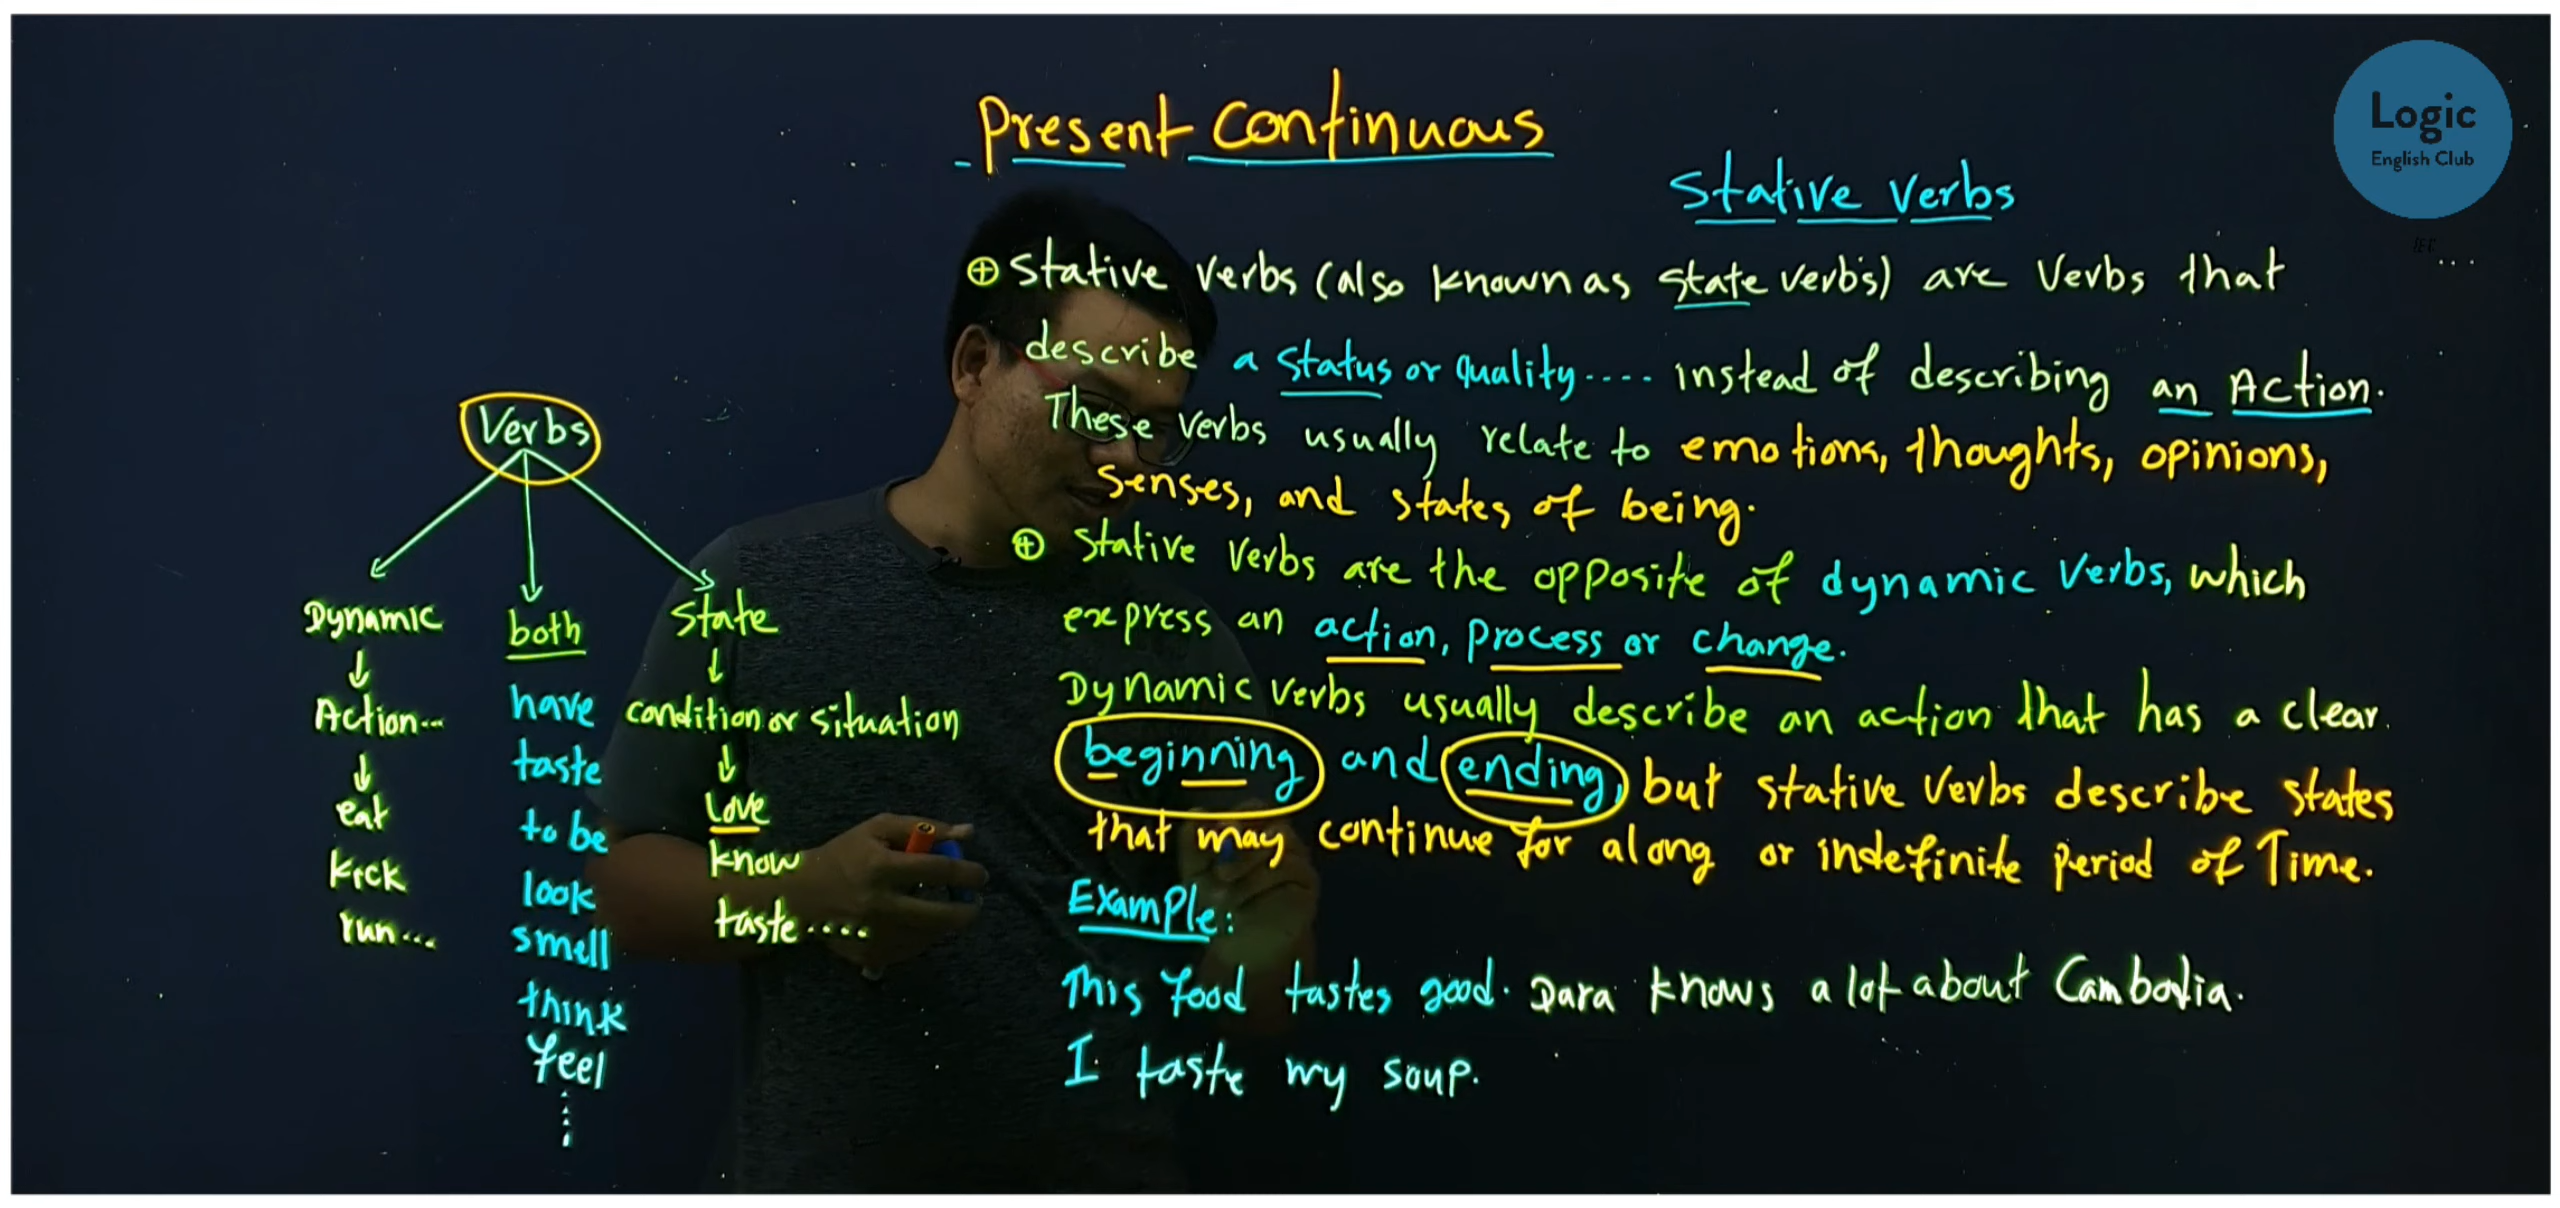 Present Continuous
Logic
English Club
Stative Verbs
⊕ Stative Verbs (also known as state verbs) are verbs that
describe a status or quality.... instead of describing an Action.
These verbs usually relate to emotions, thoughts, opinions,
senses, and states of being.
⊕ Stative Verbs are the opposite of dynamic verbs, which
express an action, process or change.
Dynamic verbs usually describe an action that has a clear.
beginning and ending, but stative verbs describe states
that may continue for a long or indefinite period of Time.
Example:
This food tastes good. Dara knows a lot about Cambodia.
I taste my soup.
Verbs
Dynamic
Action...
eat
kick
run...
both
have
taste
to be
look
smell
think
feel
State
condition or situation
Love
know
taste....